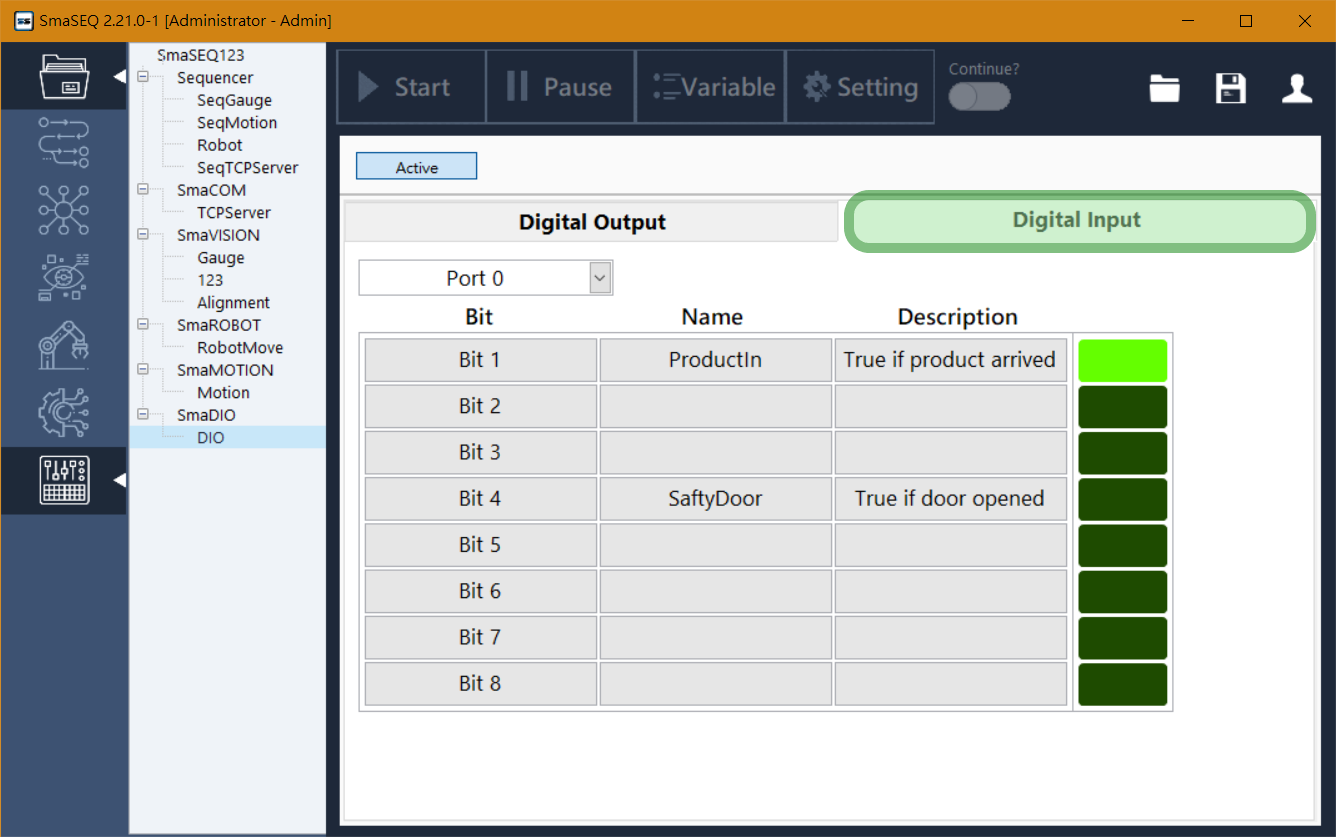 SmaSEQ 2.21.0-1 [Administrator - Admin]
SmaSEQ123
Sequencer
SeqGauge
SeqMotion
Robot
SeqTCPServer
SmaCOM
TCPServer
SmaVISION
Gauge
123
Alignment
SmaROBOT
RobotMove
SmaMOTION
Motion
SmaDIO
DIO
Start Pause Variable Setting Continue?
Active
Digital Output Digital Input
Port 0
Bit Name Description
Bit 1 ProductIn True if product arrived
Bit 2
Bit 3
Bit 4 SaftyDoor True if door opened
Bit 5
Bit 6
Bit 7
Bit 8